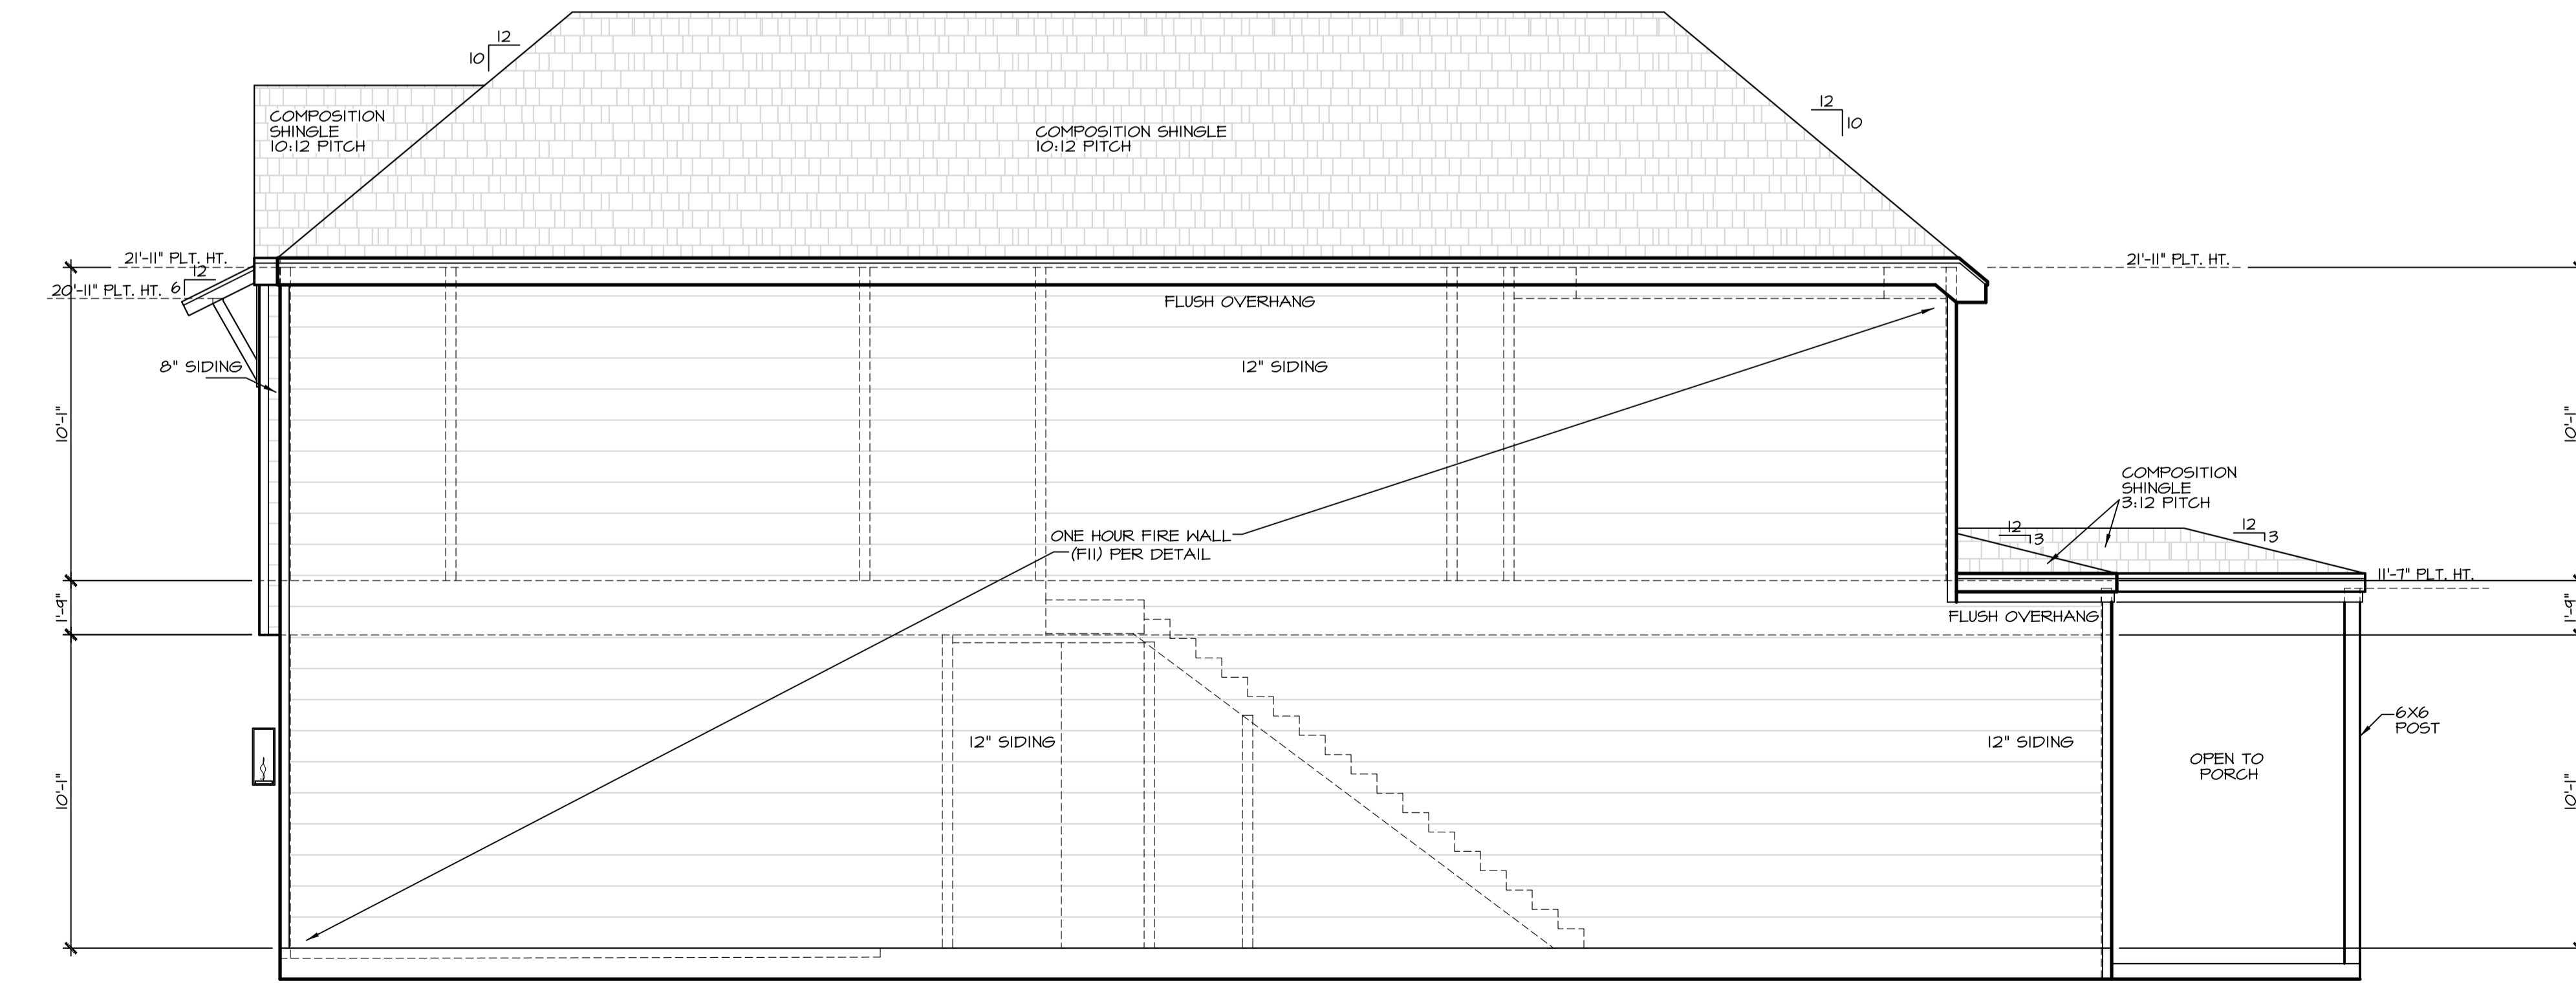 12
10
12
10
COMPOSITION
SHINGLE
10:12 PITCH
COMPOSITION SHINGLE
10:12 PITCH
21'-11" PLT. HT.
12
6
20'-11" PLT. HT.
21'-11" PLT. HT.
FLUSH OVERHANG
8" SIDING
12" SIDING
10'-1"
10'-1"
COMPOSITION
SHINGLE
3:12 PITCH
12
3
12
3
ONE HOUR FIRE WALL
(F11) PER DETAIL
11'-7" PLT. HT.
1'-9"
1'-9"
FLUSH OVERHANG
6X6
POST
12" SIDING
12" SIDING
OPEN TO
PORCH
10'-1"
10'-1"